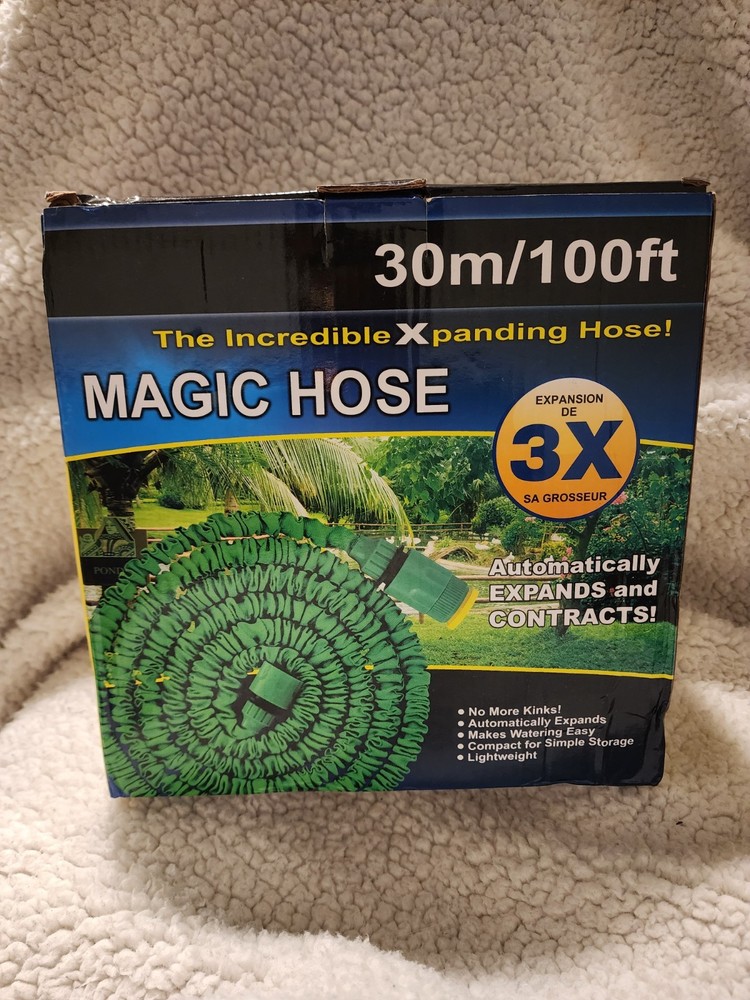 30m/100ft
The Incredible Xpanding Hose!
MAGIC HOSE
EXPANSION
DE
3X
SA GROSSEUR
Automatically
EXPANDS and
CONTRACTS!
• No More Kinks!
• Automatically Expands
• Makes Watering Easy
• Compact for Simple Storage
• Lightweight